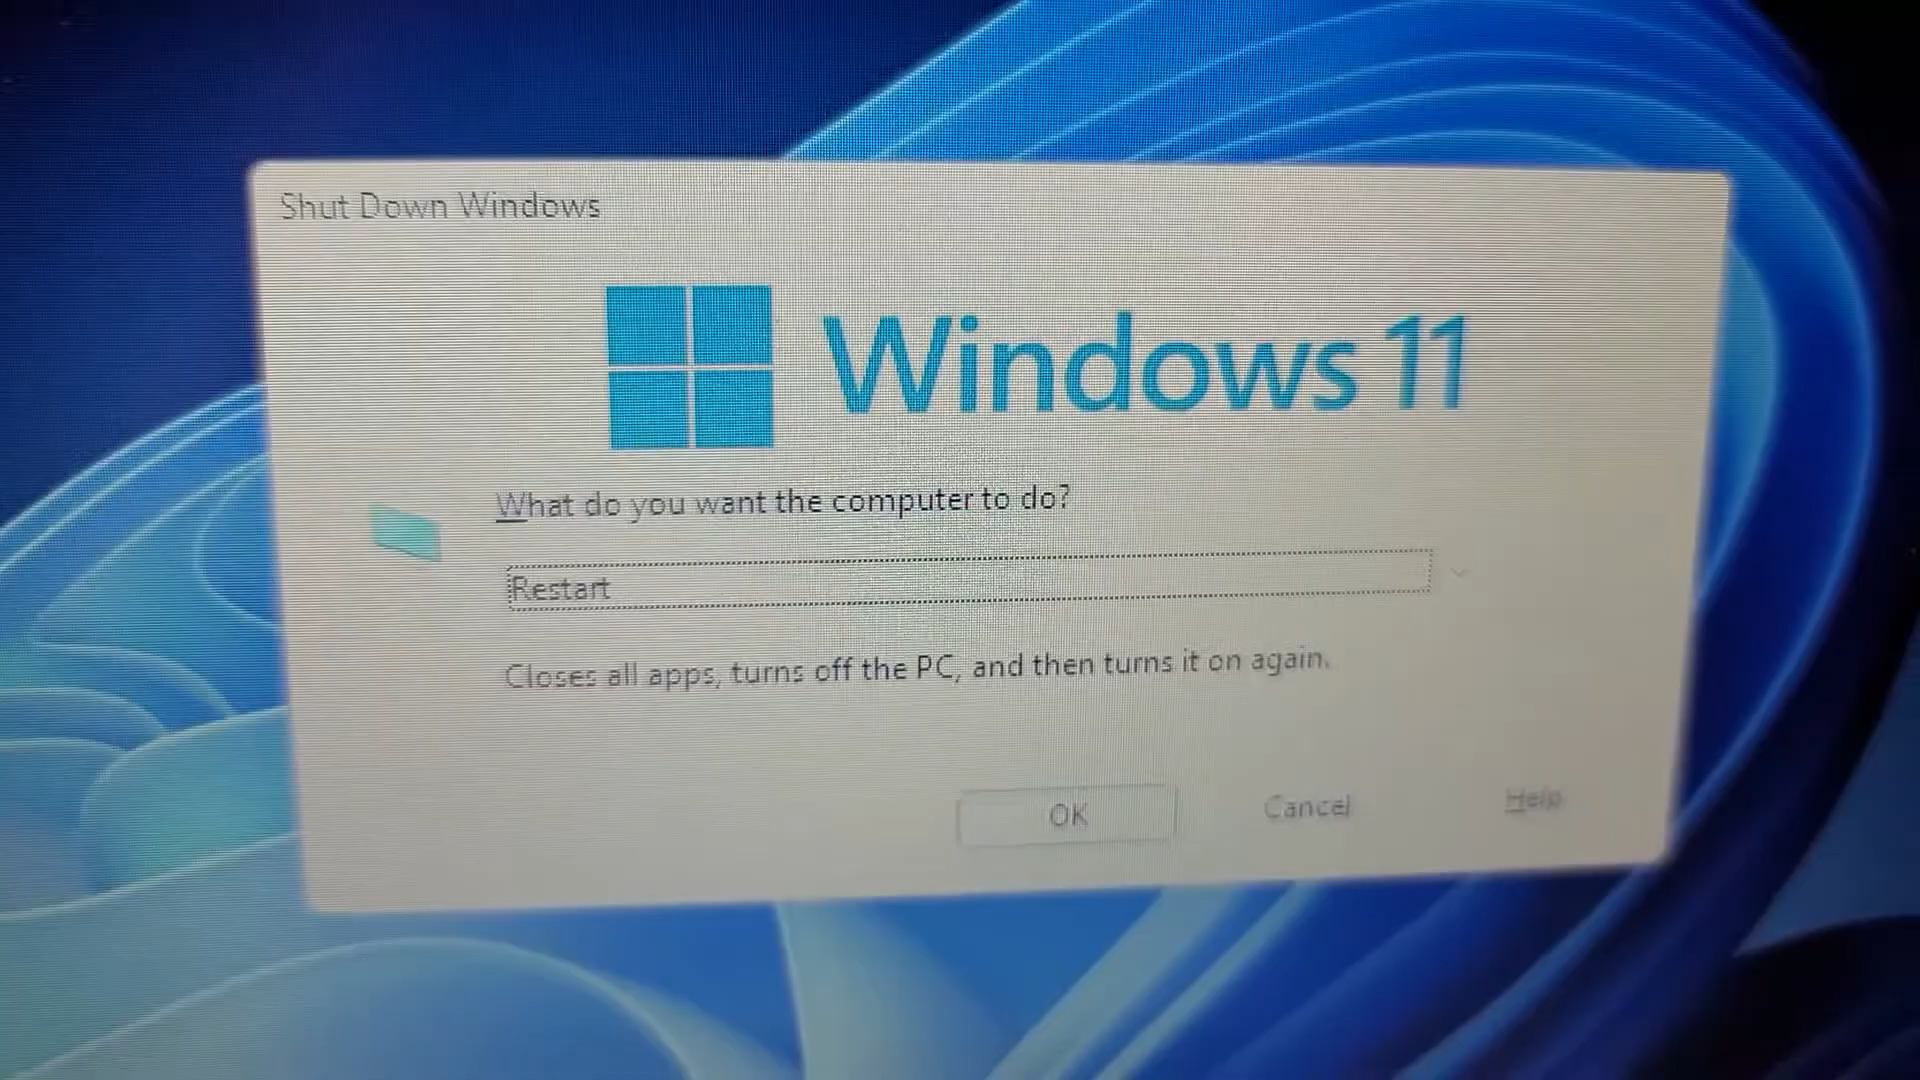 Shut Down Windows
Windows 11
What do you want the computer to do?
Restart
Closes all apps, turns off the PC, and then turns it on again.
OK
Cancel
Help